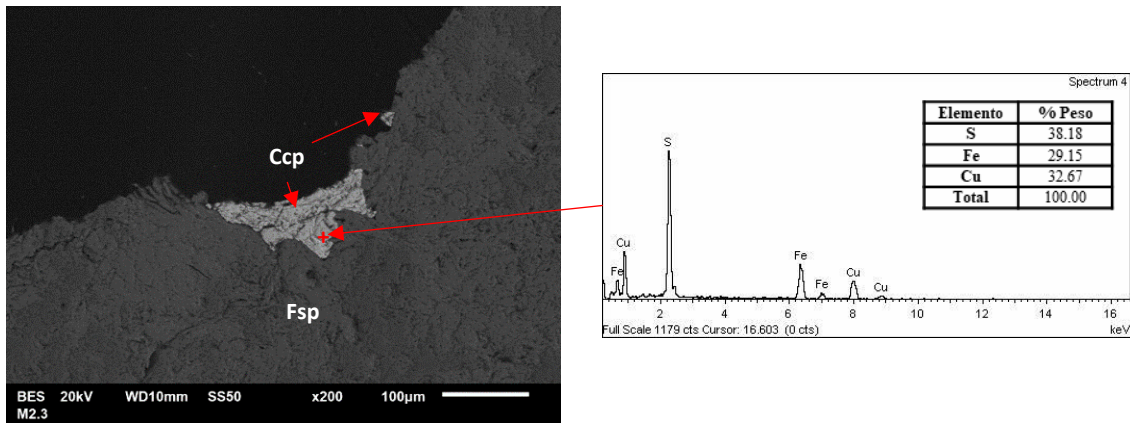 Ccp
Fsp
BES 20kV WD10mm SS50 x200 100µm
M2.3
Spectrum 4
Elemento % Peso
S 38.18
Fe 29.15
Cu 32.67
Total 100.00
S
Cu
Fe
Fe
Fe
Cu
Cu
2 4 6 8 10 12 14 16
Full Scale 1179 cts Cursor: 16.603 (0 cts) keV